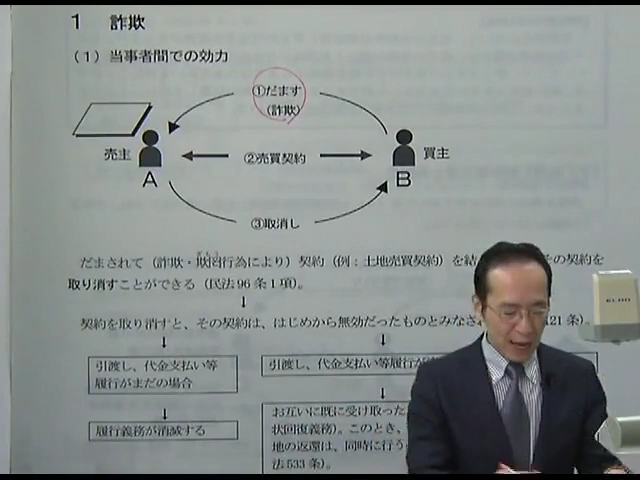 1 詐欺
(1)当事者間での効力
①だます
(詐欺)
売主
②売買契約
買主
A
B
③取消し
だまされて(詐欺・欺罔行為により)契約(例:土地売買契約)を結 その契約を
取り消すことができる(民法96条1項)。
↓
契約を取り消すと、その契約は、はじめから無効だったものとみなさ 21条)。
↓ ↓
引渡し、代金支払い等
履行がまだの場合
引渡し、代金支払い等履行が
↓ ↓
履行義務が消滅する
お互いに既に受け取った
状回復義務)。このとき、
地の返還は、同時に行う
法533条)。
ELMO